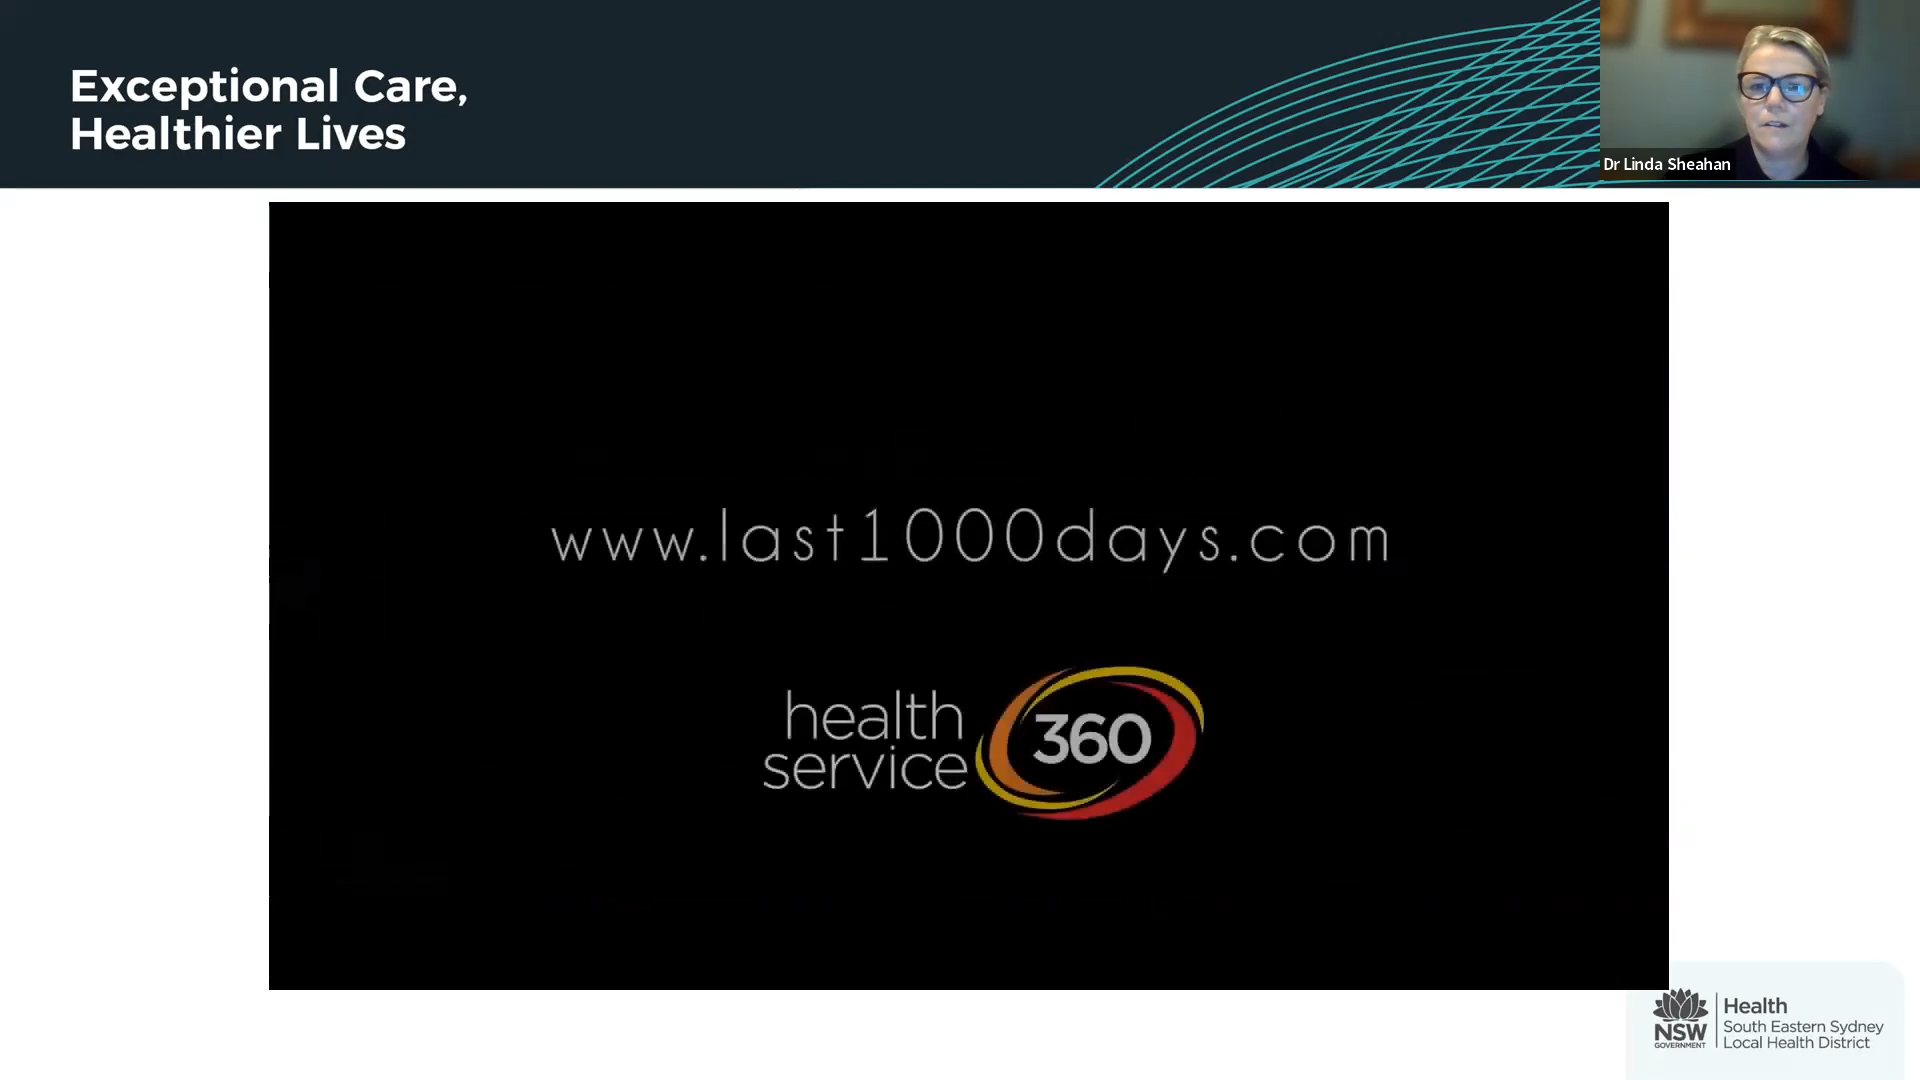 Exceptional Care,
Healthier Lives
Dr Linda Sheahan
www.last1000days.com
health
service
360
NSW
GOVERNMENT
Health
South Eastern Sydney
Local Health District